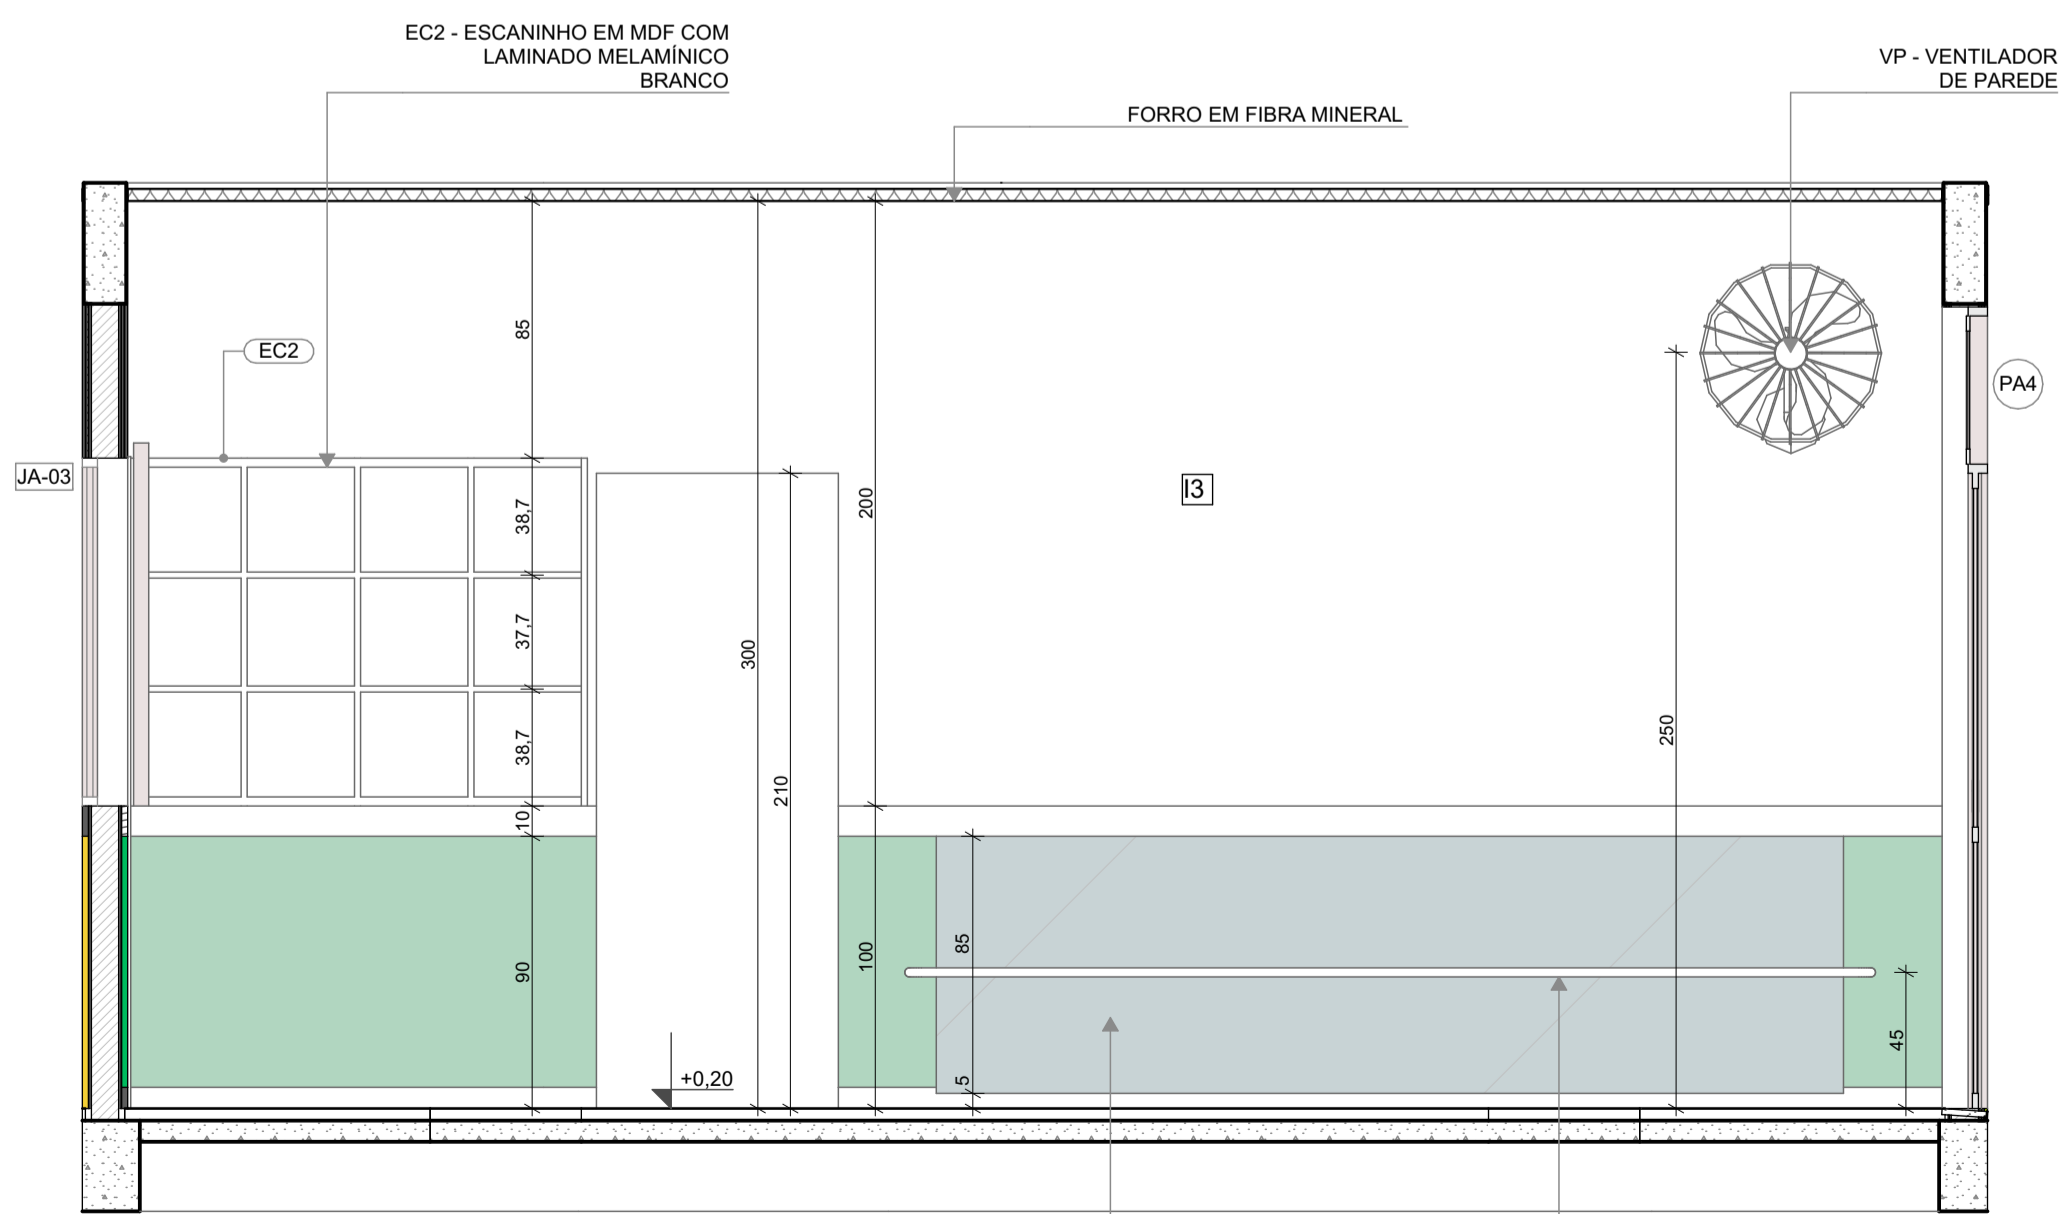 EC2 - ESCANINHO EM MDF COM
LAMINADO MELAMÍNICO
BRANCO
VP - VENTILADOR
DE PAREDE
FORRO EM FIBRA MINERAL
85
EC2
PA4
JA-03
38,7
200
I3
37,7
300
250
38,7
210
10
85
90
100
45
5
+0,20